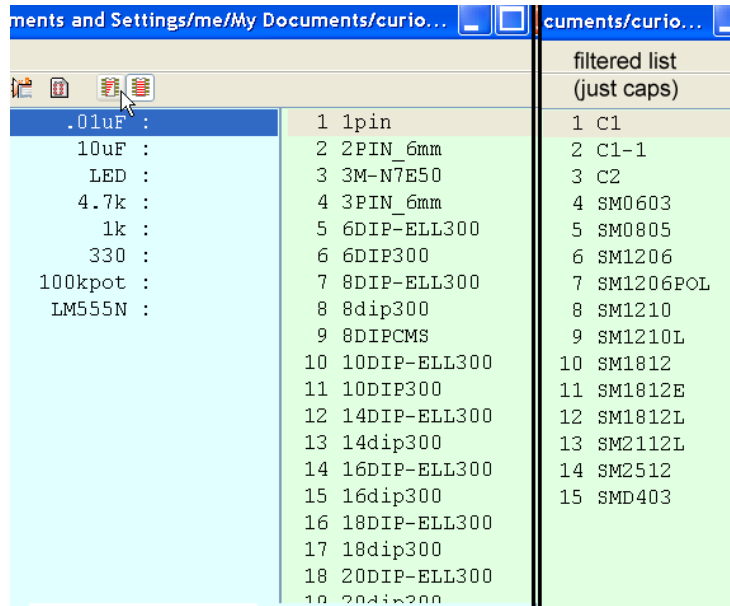 ments and Settings/me/My Documents/curio...
.01uF :
10uF :
LED :
4.7k :
1k :
330 :
100kpot :
LM555N :
1 1pin
2 2PIN_6mm
3 3M-N7E50
4 3PIN_6mm
5 6DIP-ELL300
6 6DIP300
7 8DIP-ELL300
8 8dip300
9 8DIPCMS
10 10DIP-ELL300
11 10DIP300
12 14DIP-ELL300
13 14dip300
14 16DIP-ELL300
15 16dip300
16 18DIP-ELL300
17 18dip300
18 20DIP-ELL300
19 20dip300
cuments/curio...
filtered list
(just caps)
1 C1
2 C1-1
3 C2
4 SM0603
5 SM0805
6 SM1206
7 SM1206POL
8 SM1210
9 SM1210L
10 SM1812
11 SM1812E
12 SM1812L
13 SM2112L
14 SM2512
15 SMD403